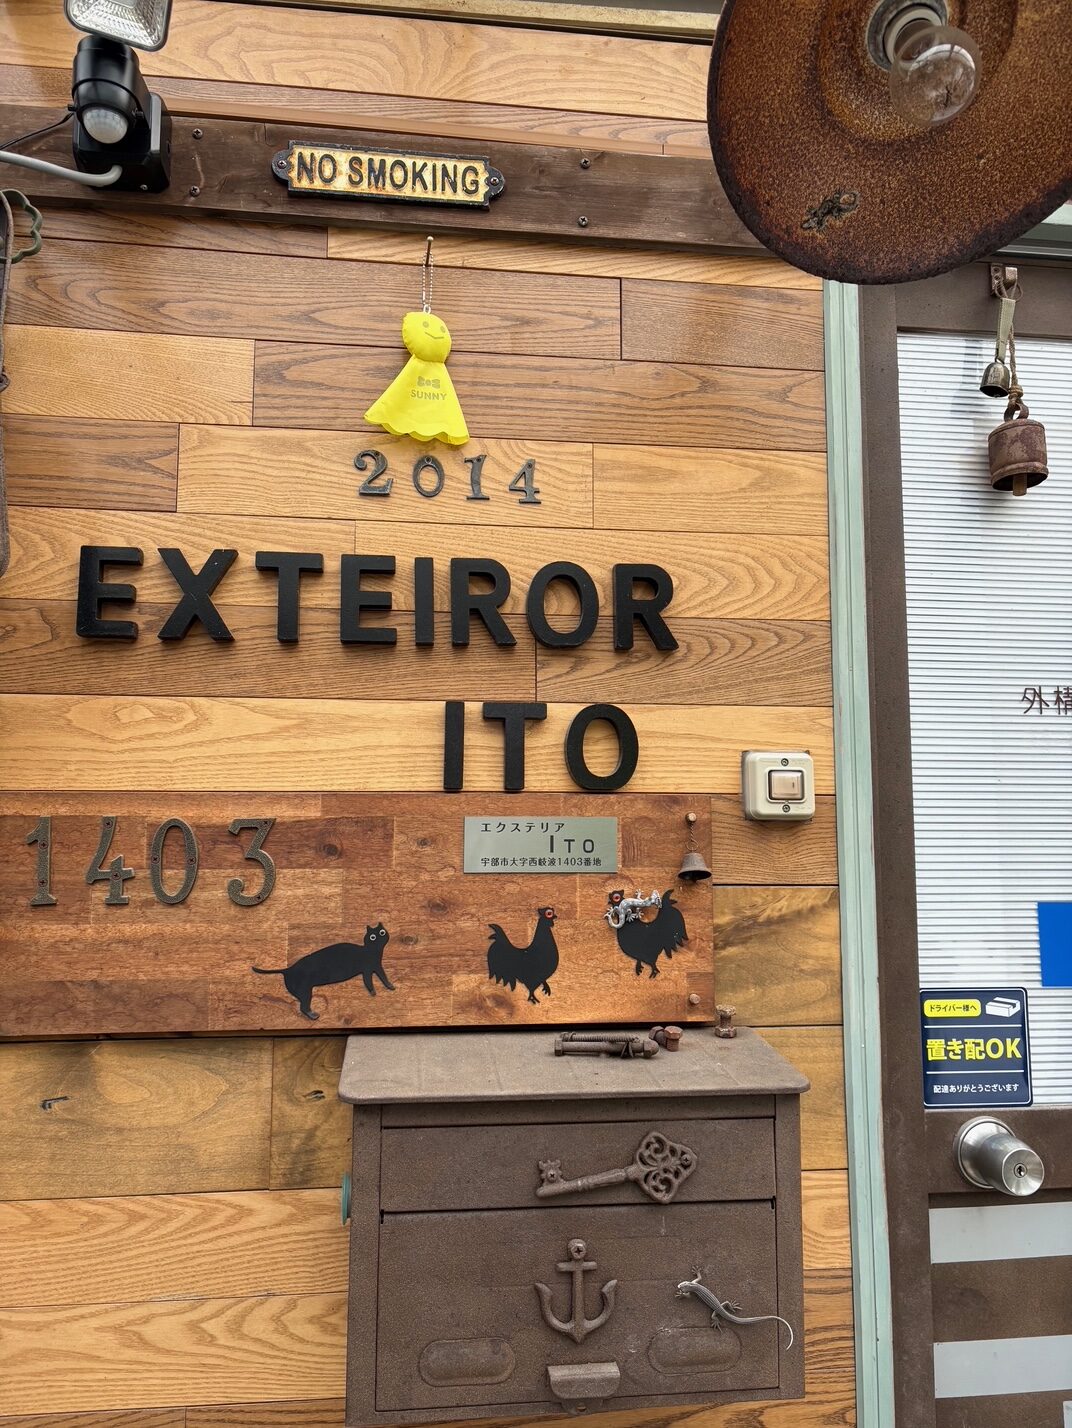 NO SMOKING
SUNNY
2014
EXTEIROR
ITO
1403
エクステリア
ITO
宇部市大字西岐波1403番地
外構
ドライバー様へ
置き配OK
配達ありがとうございます